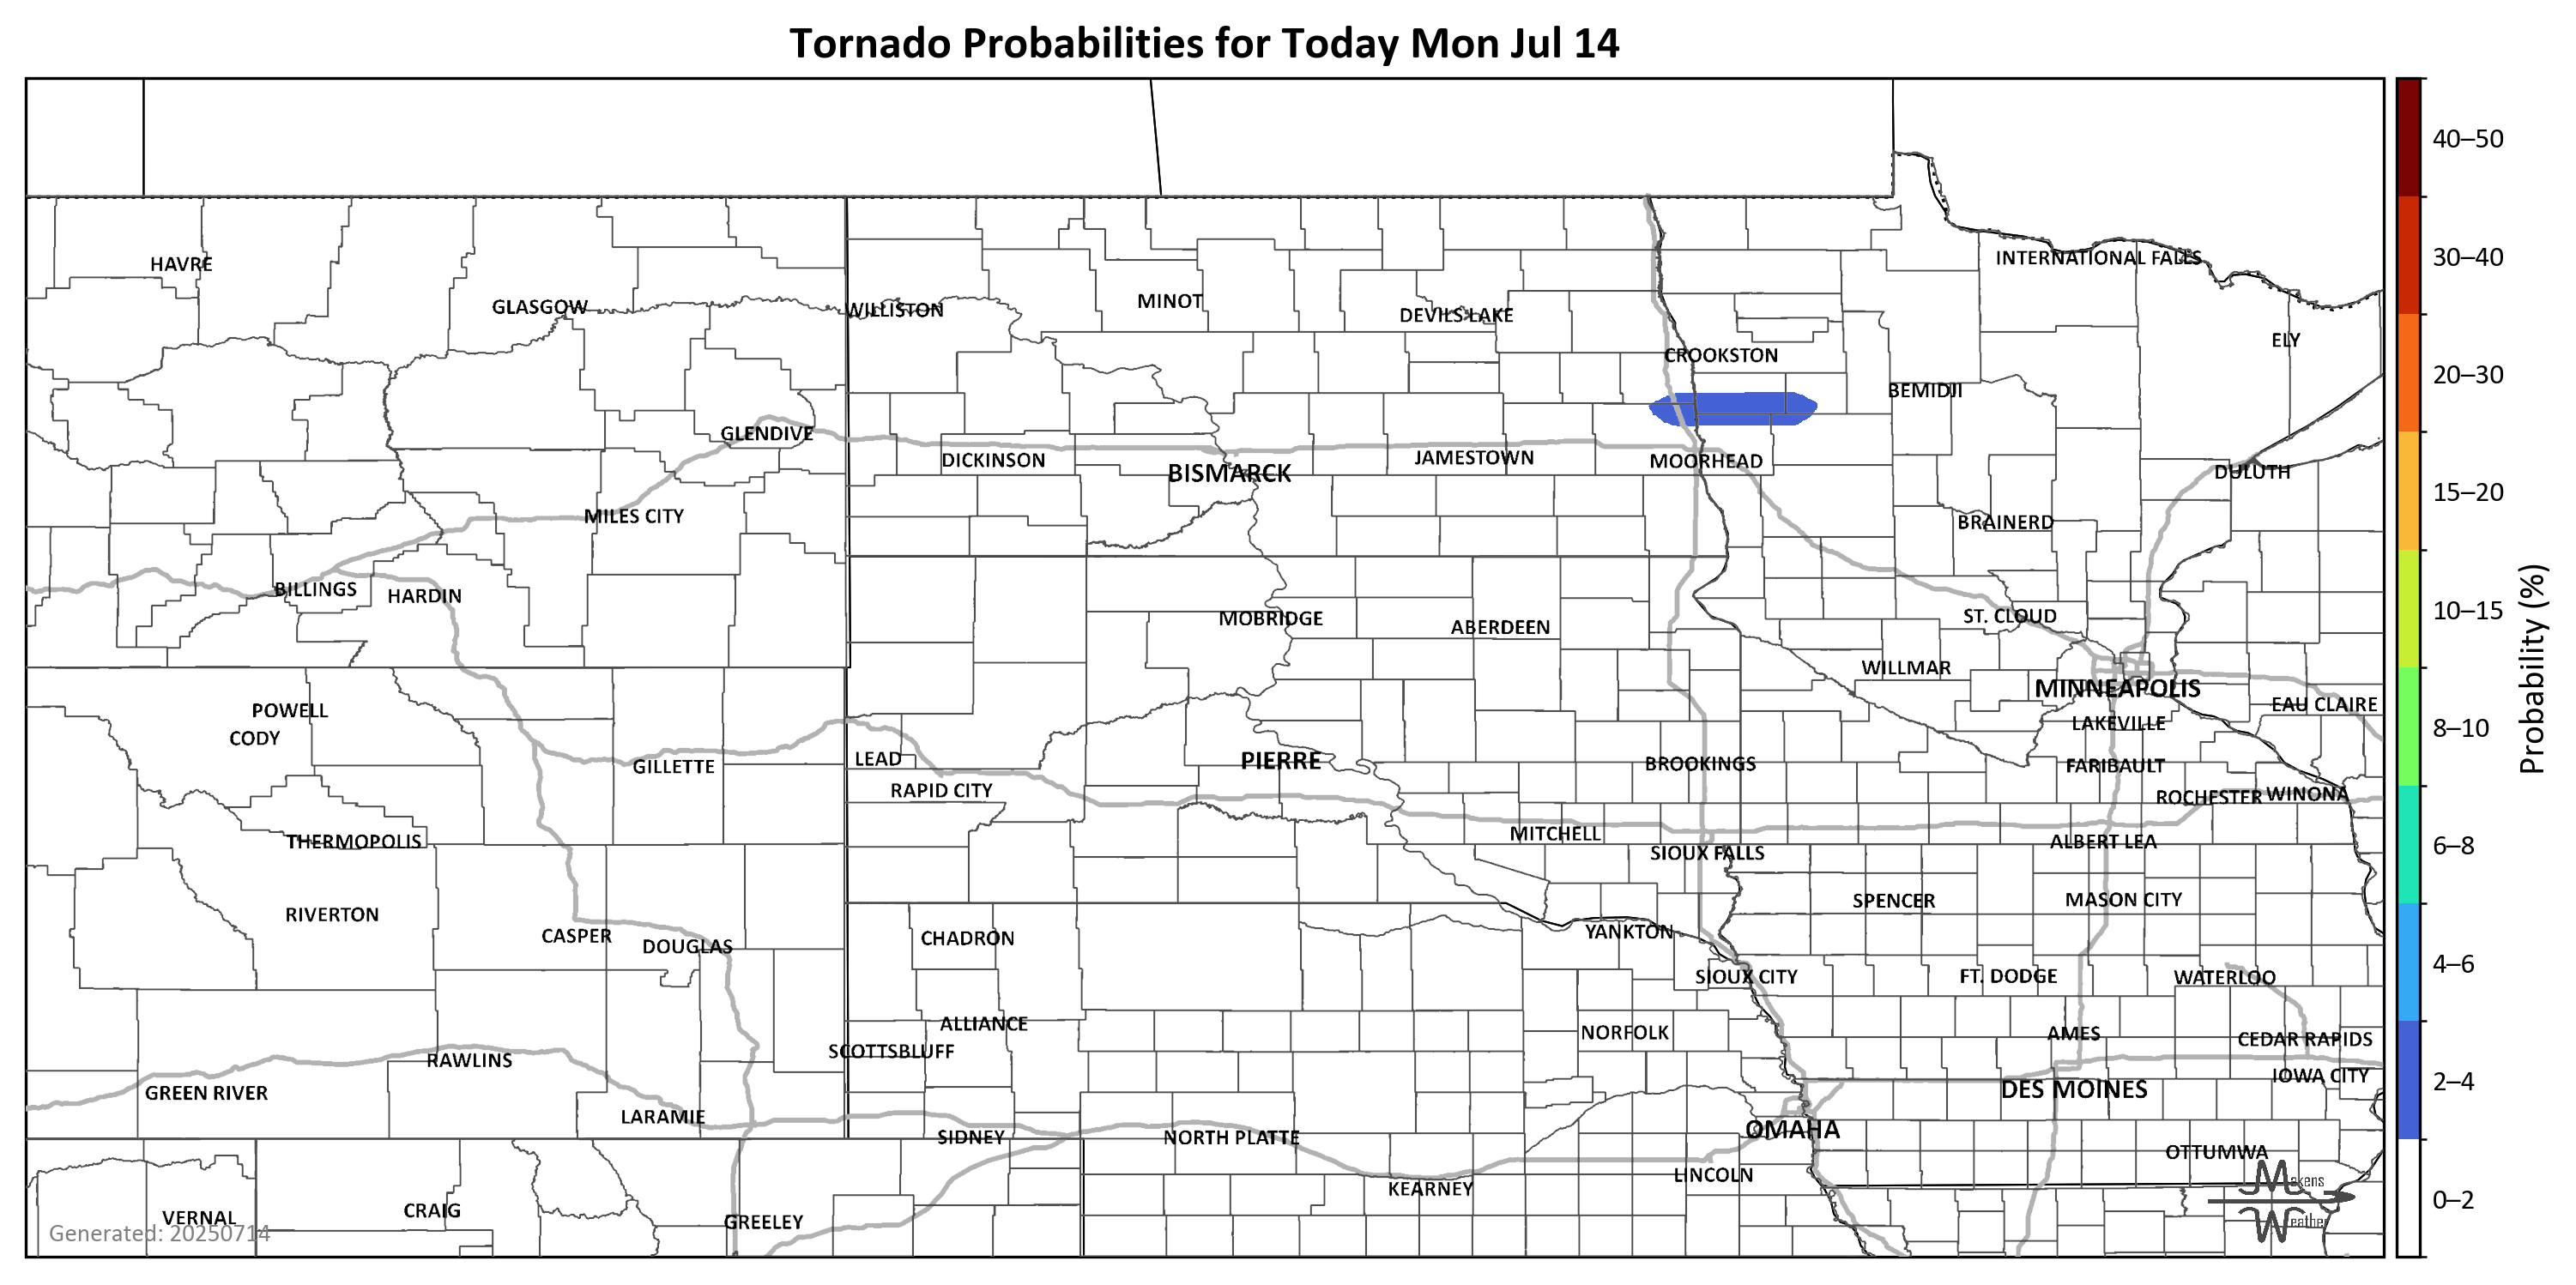 Tornado Probabilities for Today Mon Jul 14
HAVRE
INTERNATIONAL FALLS
GLASGOW
WILLISTON
MINOT
DEVILS LAKE
ELY
CROOKSTON
BEMIDJI
GLENDIVE
DICKINSON
BISMARCK
JAMESTOWN
MOORHEAD
DULUTH
MILES CITY
BRAINERD
BILLINGS
HARDIN
MOBRIDGE
ABERDEEN
ST. CLOUD
WILLMAR
MINNEAPOLIS
POWELL
EAU CLAIRE
CODY
LAKEVILLE
GILLETTE
LEAD
PIERRE
BROOKINGS
FARIBAULT
RAPID CITY
ROCHESTER
WINONA
THERMOPOLIS
MITCHELL
ALBERT LEA
SIOUX FALLS
RIVERTON
SPENCER
MASON CITY
CASPER
DOUGLAS
CHADRON
YANKTON
SIOUX CITY
FT. DODGE
WATERLOO
ALLIANCE
NORFOLK
AMES
CEDAR RAPIDS
SCOTTSBLUFF
RAWLINS
GREEN RIVER
DES MOINES
IOWA CITY
LARAMIE
SIDNEY
NORTH PLATTE
OMAHA
OTTUMWA
LINCOLN
KEARNEY
VERNAL
CRAIG
GREELEY
Generated: 20250714
Makens
Weather
40–50
30–40
20–30
15–20
10–15
8–10
6–8
4–6
2–4
0–2
Probability (%)